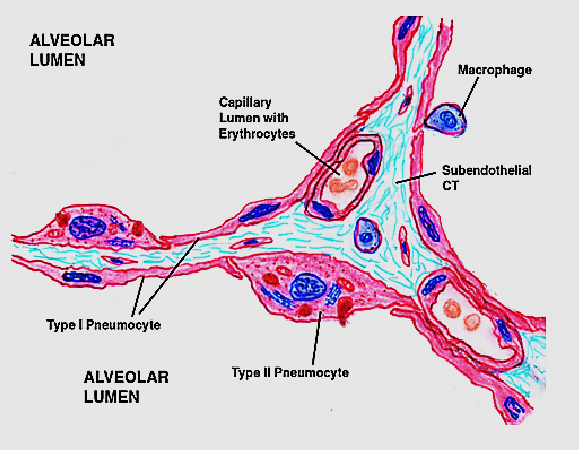 ALVEOLAR
LUMEN
Macrophage
Capillary
Lumen with
Erythrocytes
Subendothelial
CT
Type I Pneumocyte
Type II Pneumocyte
ALVEOLAR
LUMEN